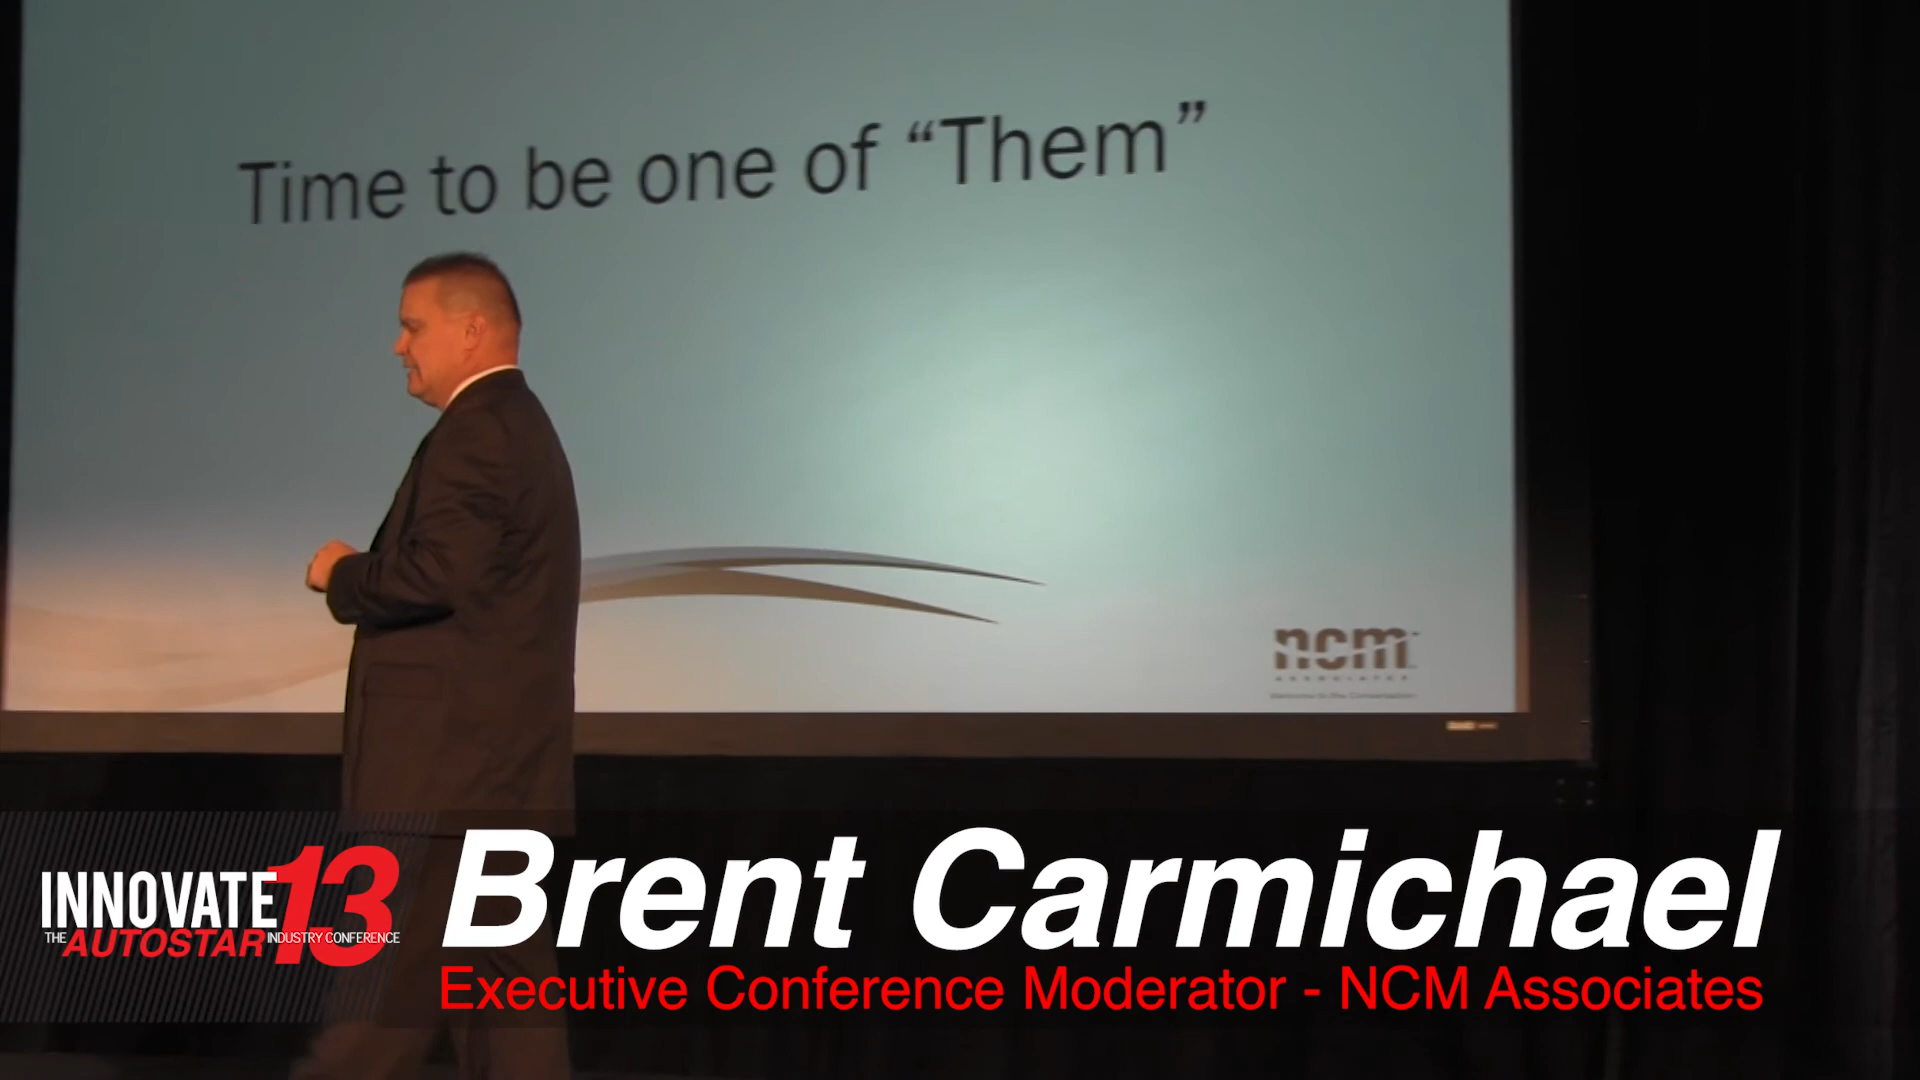 Time to be one of “Them”
ncm
ASSOCIATES
INNOVATE 13
THE AUTOSTAR INDUSTRY CONFERENCE
Brent Carmichael
Executive Conference Moderator - NCM Associates